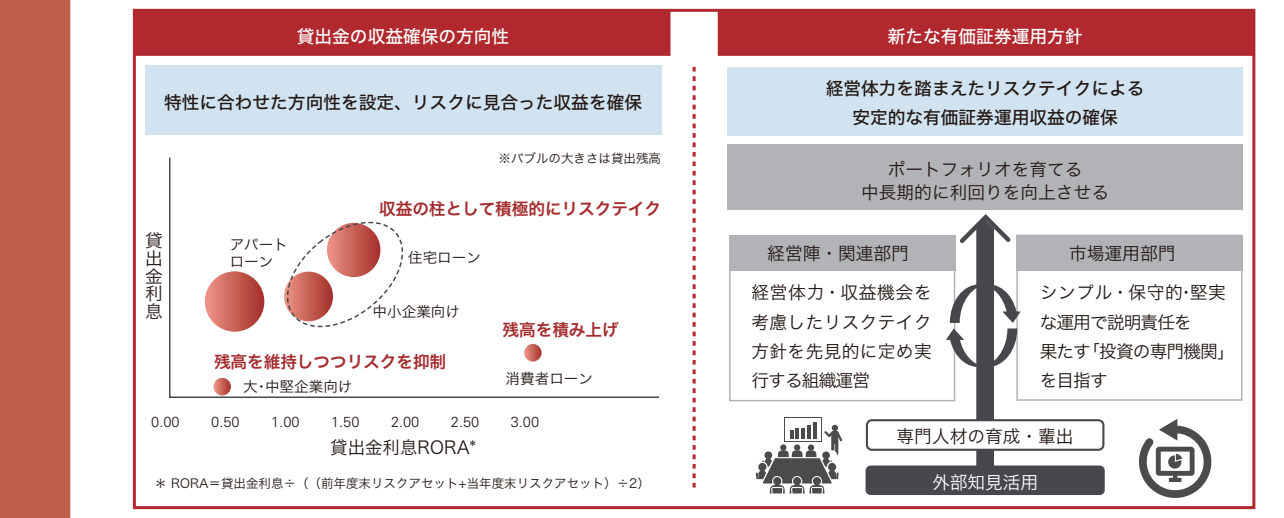 貸出金の収益確保の方向性
特性に合わせた方向性を設定、リスクに見合った収益を確保
※バブルの大きさは貸出残高
収益の柱として積極的にリスクテイク
貸出金利息
アパート
ローン
住宅ローン
中小企業向け
残高を積み上げ
残高を維持しつつリスクを抑制
消費者ローン
大・中堅企業向け
0.00 0.50 1.00 1.50 2.00 2.50 3.00
貸出金利息RORA*
＊ RORA＝貸出金利息÷（（前年度末リスクアセット+当年度末リスクアセット）÷2）
新たな有価証券運用方針
経営体力を踏まえたリスクテイクによる
安定的な有価証券運用収益の確保
ポートフォリオを育てる
中長期的に利回りを向上させる
経営陣・関連部門
経営体力・収益機会を
考慮したリスクテイク
方針を先見的に定め実
行する組織運営
市場運用部門
シンプル・保守的・堅実
な運用で説明責任を
果たす「投資の専門機関」
を目指す
専門人材の育成・輩出
外部知見活用